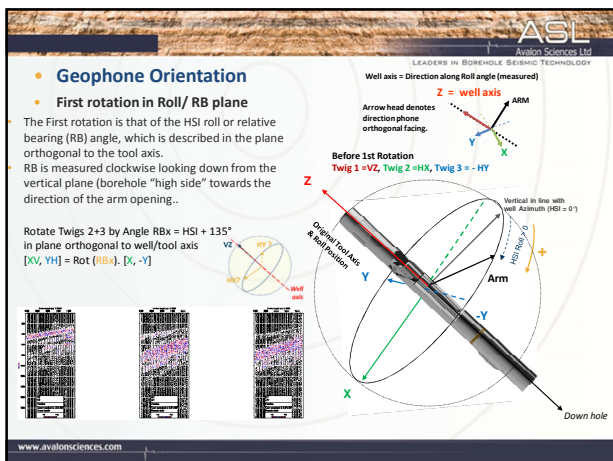 ASL
Avalon Sciences Ltd
LEADERS IN BOREHOLE SEISMIC TECHNOLOGY
• Geophone Orientation
• First rotation in Roll/ RB plane
• The First rotation is that of the HSI roll or relative
bearing (RB) angle, which is described in the plane
orthogonal to the tool axis.
• RB is measured clockwise looking down from the
vertical plane (borehole “high side” towards the
direction of the arm opening..
Rotate Twigs 2+3 by Angle RBx = HSI + 135°
in plane orthogonal to well/tool axis
[XV, YH] = Rot (RBx). [X, -Y]
VZ
HY ?
HY?
Well
axis
Well axis = Direction along Roll angle (measured)
Z = well axis
Arrow head denotes
direction phone
orthogonal facing.
ARM
Y
X
Before 1st Rotation
Twig 1 =VZ, Twig 2 =HX, Twig 3 = - HY
Z
Original Tool Axis
& Roll Position
Vertical in line with
well Azimuth (HSI = 0°)
HSI Roll > 0
+
Arm
Y
-Y
X
Down hole
www.avalonsciences.com